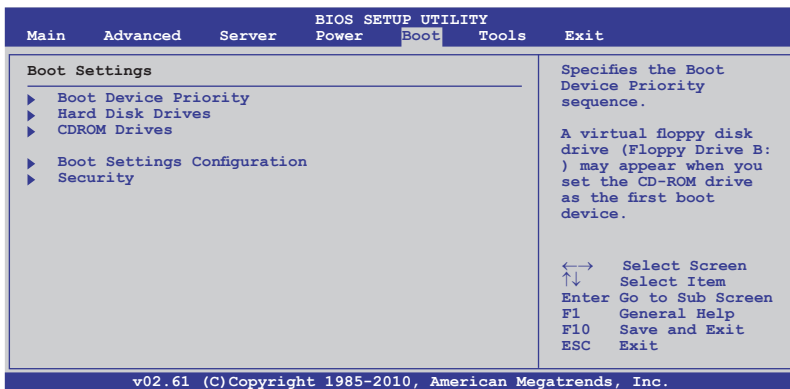 BIOS SETUP UTILITY
Main Advanced Server Power Boot Tools Exit
Boot Settings
Boot Device Priority
Hard Disk Drives
CDROM Drives
Boot Settings Configuration
Security
Specifies the Boot
Device Priority
sequence.
A virtual floppy disk
drive (Floppy Drive B:
) may appear when you
set the CD-ROM drive
as the first boot
device.
←→ Select Screen
↑↓ Select Item
Enter Go to Sub Screen
F1 General Help
F10 Save and Exit
ESC Exit
v02.61 (C)Copyright 1985-2010, American Megatrends, Inc.